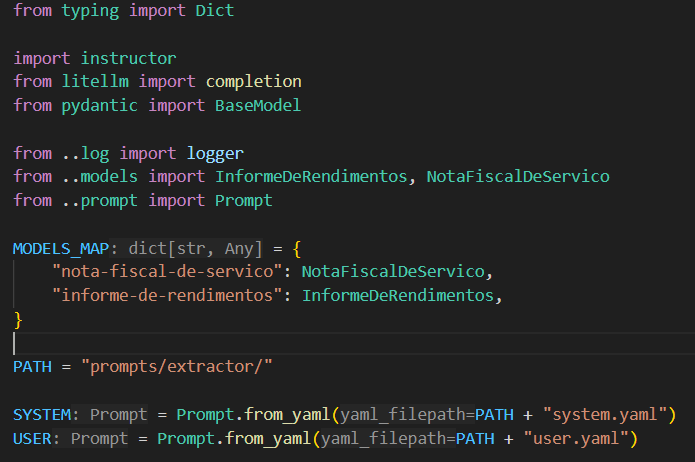 from typing import Dict
import instructor
from litellm import completion
from pydantic import BaseModel
from ..log import logger
from ..models import InformeDeRendimentos, NotaFiscalDeServico
from ..prompt import Prompt
MODELS_MAP: dict[str, Any] = {
    "nota-fiscal-de-servico": NotaFiscalDeServico,
    "informe-de-rendimentos": InformeDeRendimentos,
}
PATH = "prompts/extractor/"
SYSTEM: Prompt = Prompt.from_yaml(yaml_filepath=PATH + "system.yaml")
USER: Prompt = Prompt.from_yaml(yaml_filepath=PATH + "user.yaml")